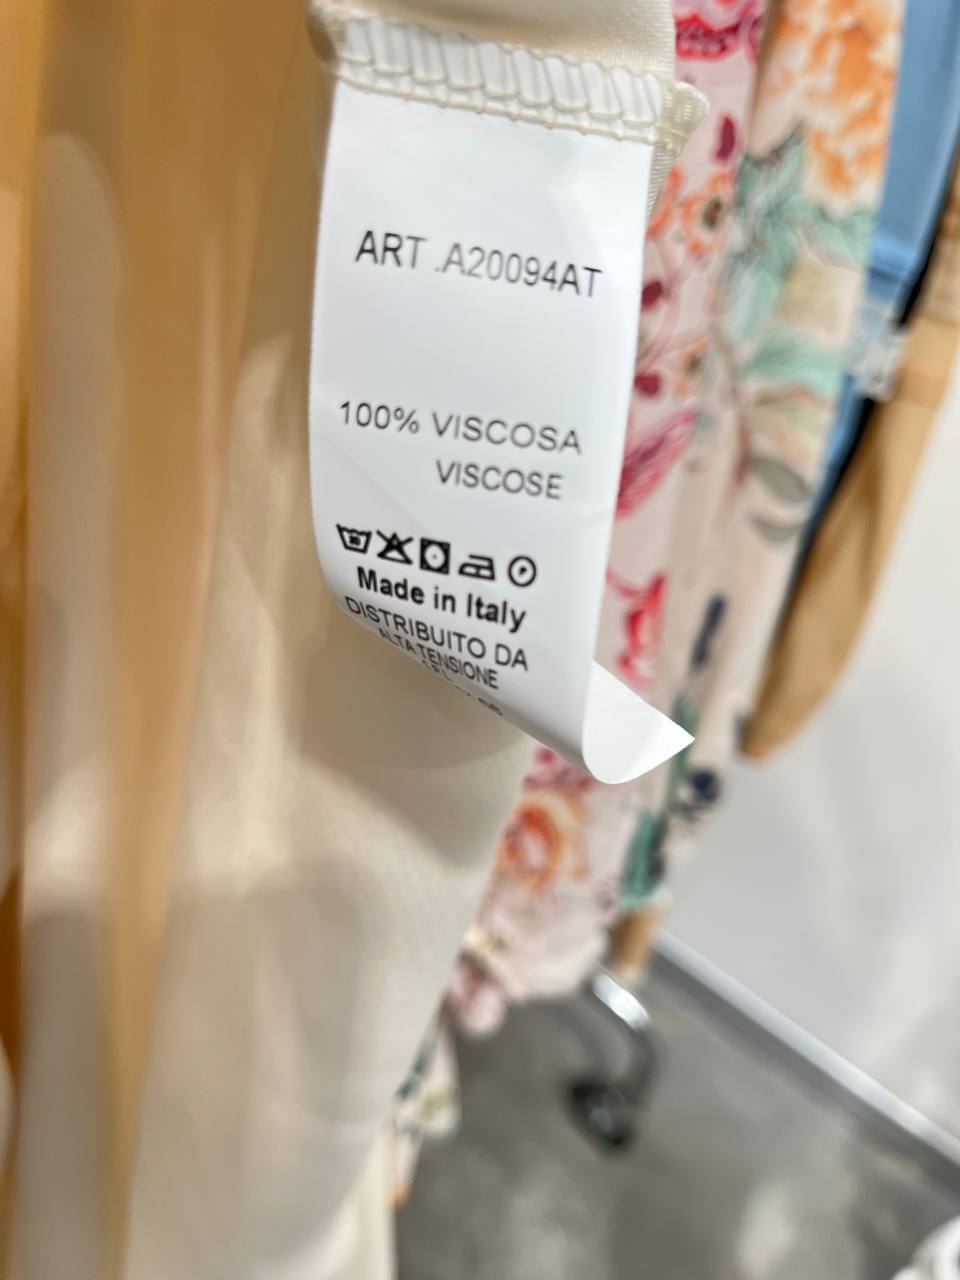 ART .A20094AT
100% VISCOSA
VISCOSE
Made in Italy
DISTRIBUITO DA
ALTA TENSIONE